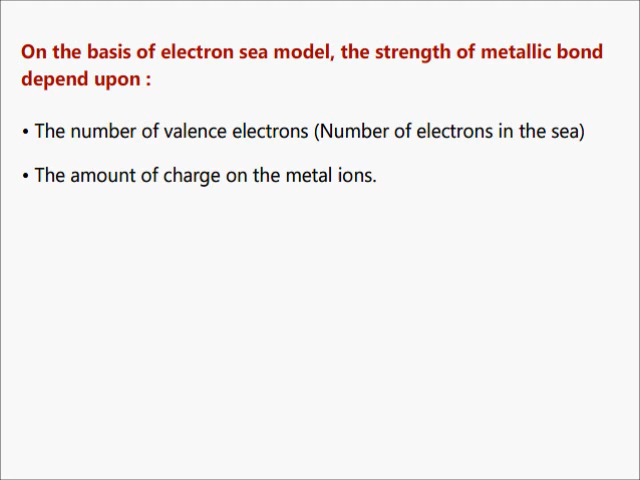 On the basis of electron sea model, the strength of metallic bond
depend upon :
• The number of valence electrons (Number of electrons in the sea)
• The amount of charge on the metal ions.